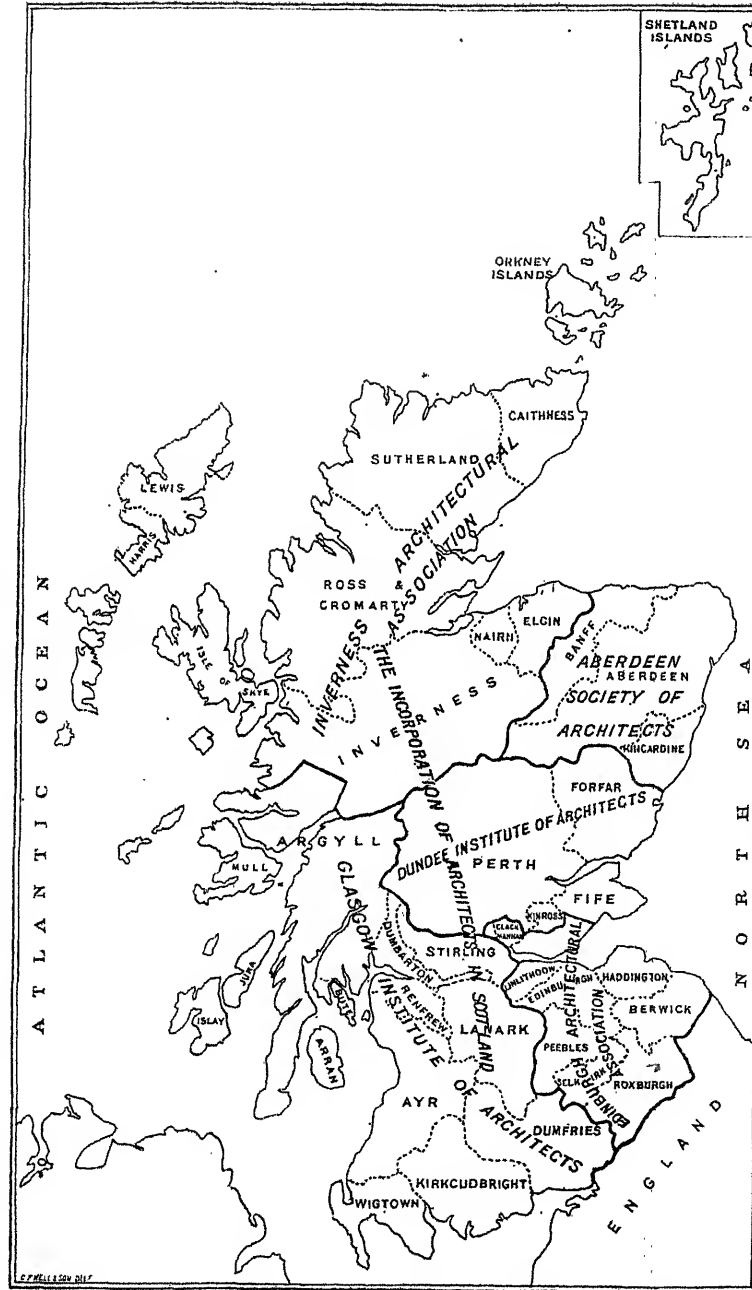 SHETLAND
ISLANDS
ORKNEY
ISLANDS
CAITHNESS
SUTHERLAND
LEWIS
HARRIS
ROSS &
CROMARTY
INVERNESS ARCHITECTURAL
ASSOCIATION
ELGIN
NAIRN
BANFF
ABERDEEN
ABERDEEN
SOCIETY OF
ARCHITECTS
KINCARDINE
ISLE OF
SKYE
INVERNESS
THE INCORPORATION OF ARCHITECTS IN SCOTLAND
FORFAR
DUNDEE INSTITUTE OF ARCHITECTS
PERTH
ARGYLL
MULL
FIFE
KINROSS
CLACK
MANNAN
STIRLING
DUMBARTON
GLASGOW INSTITUTE OF ARCHITECTS
JURA
ISLAY
BUTE
ARRAN
RENFREW
LANARK
LINLITHGOW
EDINBURGH
HADDINGTON
BERWICK
PEEBLES
SELKIRK
ROXBURGH
EDINBURGH ARCHITECTURAL
ASSOCIATION
AYR
DUMFRIES
KIRKCUDBRIGHT
WIGTOWN
ATLANTIC OCEAN
NORTH SEA
ENGLAND